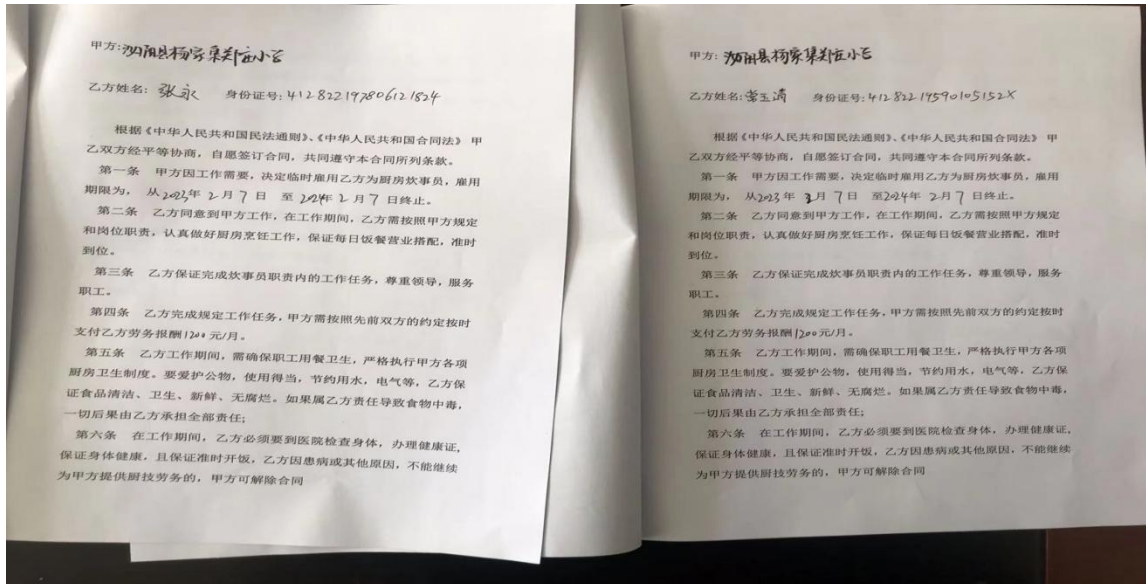 甲方:泌阳县杨家集关庄小学
乙方姓名: 张永 身份证号:412822197806121824
根据《中华人民共和国民法通则》、《中华人民共和国合同法》 甲
乙双方经平等协商,自愿签订合同,共同遵守本合同所列条款。
第一条 甲方因工作需要,决定临时雇用乙方为厨房炊事员,雇用
期限为, 从2023年 2月 7日 至 2024年 2月 7日终止。
第二条 乙方同意到甲方工作,在工作期间,乙方需按照甲方规定
和岗位职责,认真做好厨房烹饪工作,保证每日饭餐营业搭配,准时
到位。
第三条 乙方保证完成炊事员职责内的工作任务,尊重领导,服务
职工。
第四条 乙方完成规定工作任务,甲方需按照先前双方的约定按时
支付乙方劳务报酬1200元/月。
第五条 乙方工作期间,需确保职工用餐卫生,严格执行甲方各项
厨房卫生制度。要爱护公物,使用得当,节约用水,电气等,乙方保
证食品清洁、卫生、新鲜、无腐烂。如果属乙方责任导致食物中毒,
一切后果由乙方承担全部责任;
第六条 在工作期间,乙方必须要到医院检查身体,办理健康证,
保证身体健康,且保证准时开饭,乙方因患病或其他原因,不能继续
为甲方提供厨技劳务的,甲方可解除合同
甲方:泌阳县杨家集关庄小学
乙方姓名: 玉 身份证号:41282219590105152X
根据《中华人民共和国民法通则》、《中华人民共和国合同法》 甲
乙双方经平等协商,自愿签订合同,共同遵守本合同所列条款。
第一条 甲方因工作需要,决定临时雇用乙方为厨房炊事员,雇用
期限为, 从2023年 月 7日 至2024年 2月 7日终止。
第二条 乙方同意到甲方工作,在工作期间,乙方需按照甲方规定
和岗位职责,认真做好厨房烹饪工作,保证每日饭餐营业搭配,准时
到位。
第三条 乙方保证完成炊事员职责内的工作任务,尊重领导,服务
职工。
第四条 乙方完成规定工作任务,甲方需按照先前双方的约定按时
支付乙方劳务报酬1200元/月。
第五条 乙方工作期间,需确保职工用餐卫生,严格执行甲方各项
厨房卫生制度。要爱护公物,使用得当,节约用水,电气等,乙方保
证食品清洁、卫生、新鲜、无腐烂。如果属乙方责任导致食物中毒,
一切后果由乙方承担全部责任;
第六条 在工作期间,乙方必须要到医院检查身体,办理健康证,
保证身体健康,且保证准时开饭,乙方因患病或其他原因,不能继续
为甲方提供厨技劳务的,甲方可解除合同